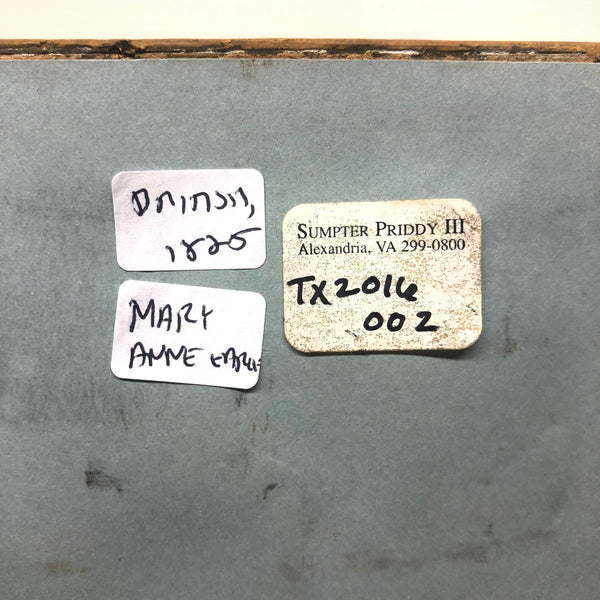 1825
MARY
ANNE
SUMPTER PRIDDY III
Alexandria, VA 299-0800
TX2016
002